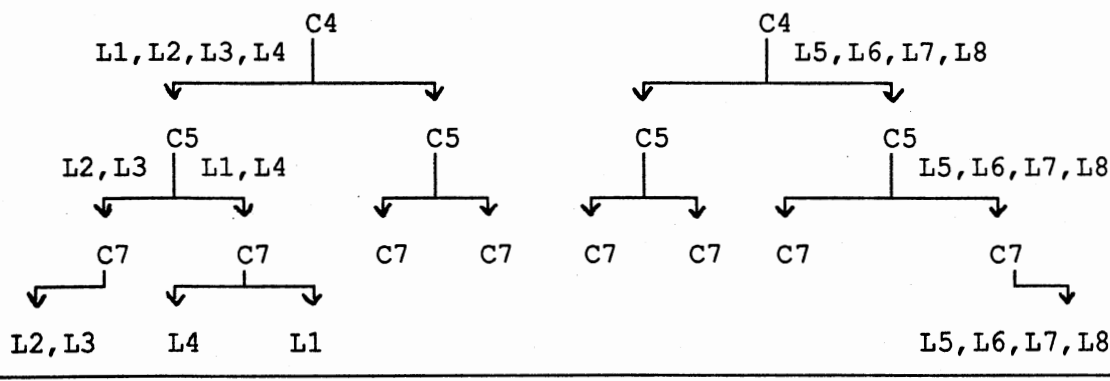 C4 C4
L1,L2,L3,L4 L5,L6,L7,L8
C5 C5 C5 C5
L2,L3 L1,L4 L5,L6,L7,L8
C7 C7 C7 C7 C7 C7 C7 C7
L2,L3 L4 L1 L5,L6,L7,L8